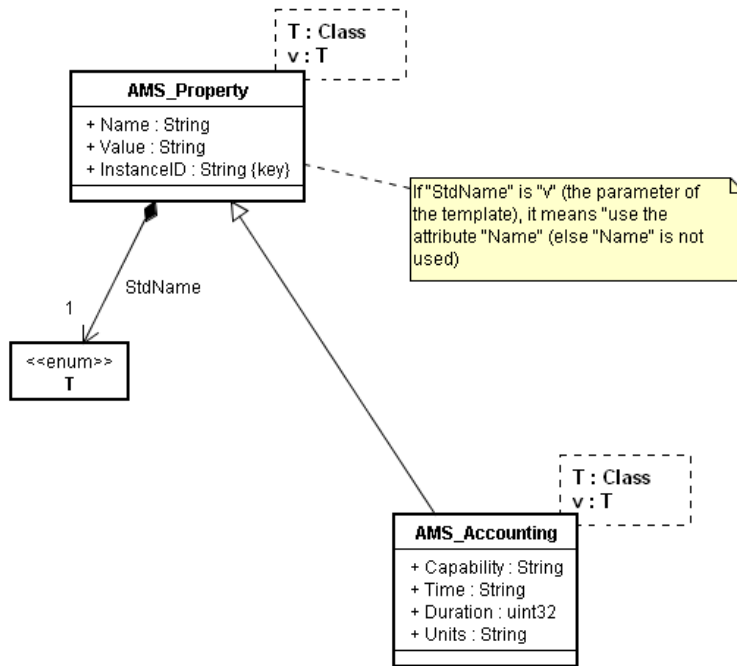 T : Class
v : T
AMS_Property
+ Name : String
+ Value : String
+ InstanceID : String {key}
If "StdName" is "v" (the parameter of
the template), it means "use the
attribute "Name" (else "Name" is not
used)
StdName
1
<<enum>>
T
T : Class
v : T
AMS_Accounting
+ Capability : String
+ Time : String
+ Duration : uint32
+ Units : String